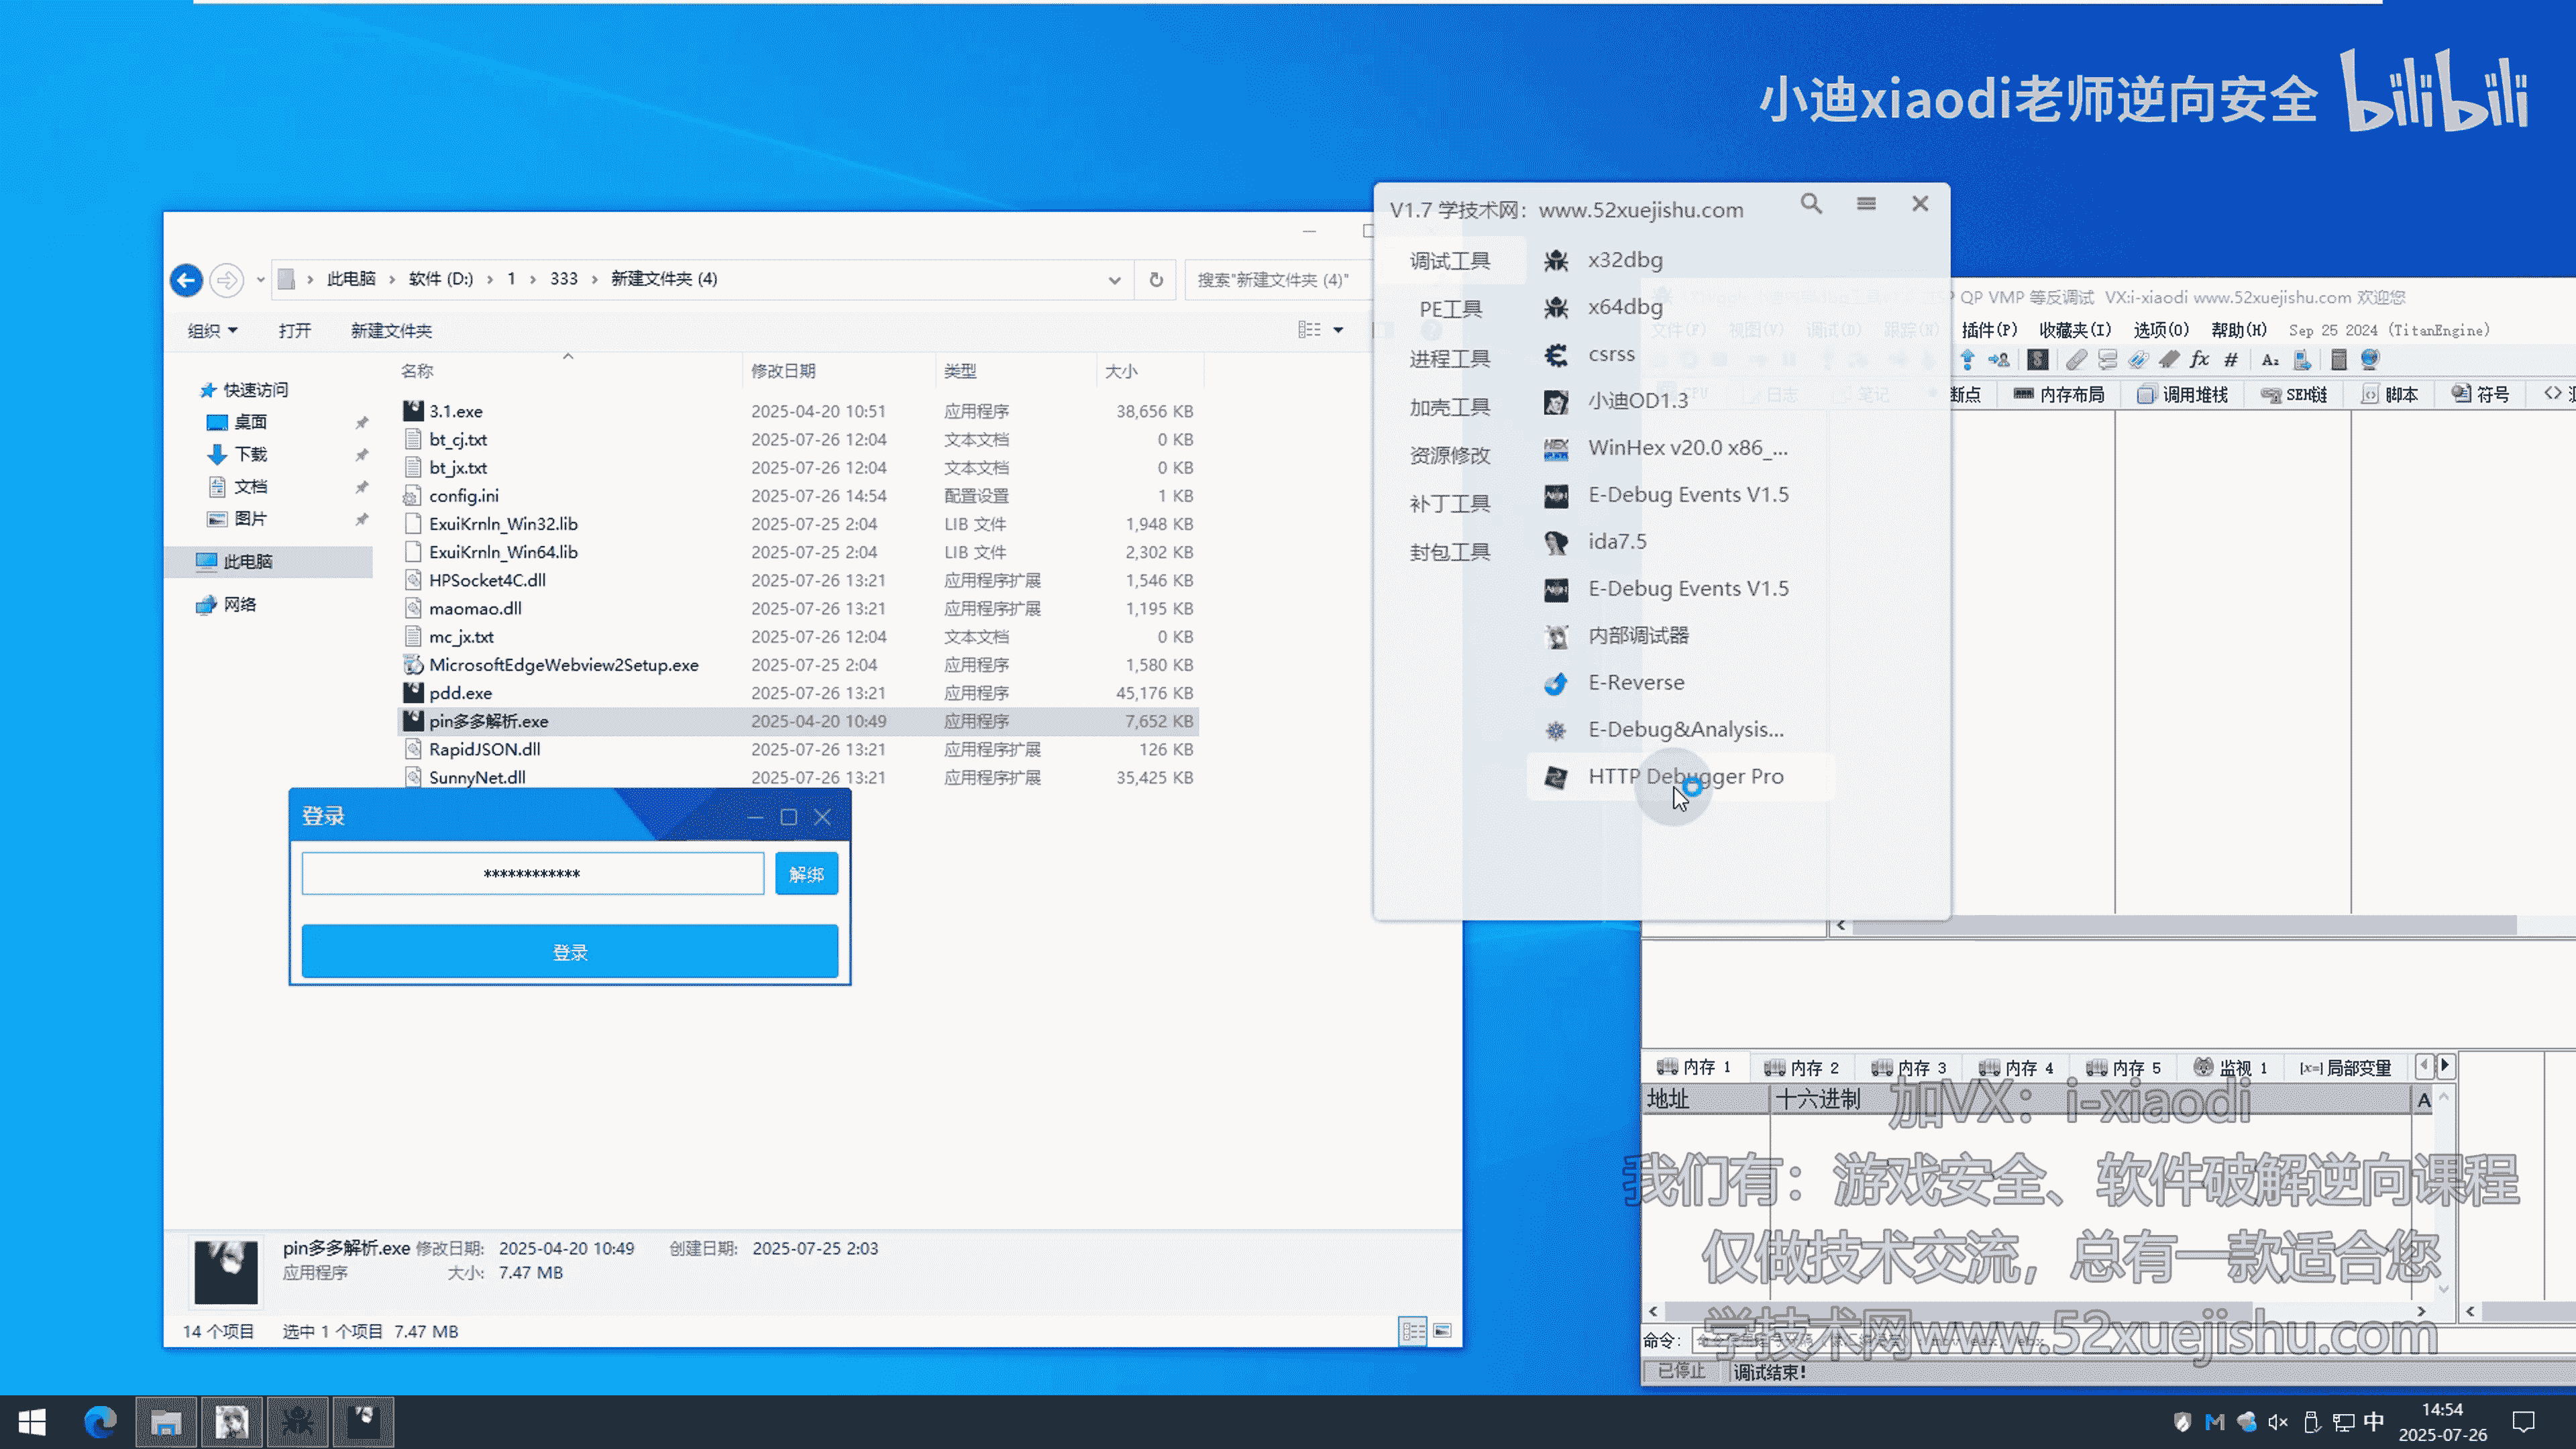 小迪xiaodi老师逆向安全 bilibili
V1.7 学技术网：www.52xuejishu.com
调试工具
PE工具
进程工具
加壳工具
资源修改
补丁工具
封包工具
x32dbg
x64dbg
csrss
小迪OD1.3
WinHex v20.0 x86_...
E-Debug Events V1.5
ida7.5
E-Debug Events V1.5
内部调试器
E-Reverse
E-Debug&Analysis...
HTTP Debugger Pro
此电脑 › 软件 (D:) › 1 › 333 › 新建文件夹 (4)
搜索"新建文件夹 (4)"
组织 打开 新建文件夹
名称 修改日期 类型 大小
快速访问
桌面
下载
文档
图片
此电脑
网络
3.1.exe 2025-04-20 10:51 应用程序 38,656 KB
bt_cj.txt 2025-07-26 12:04 文本文档 0 KB
bt_jx.txt 2025-07-26 12:04 文本文档 0 KB
config.ini 2025-07-26 14:54 配置设置 1 KB
ExuiKrnln_Win32.lib 2025-07-25 2:04 LIB 文件 1,948 KB
ExuiKrnln_Win64.lib 2025-07-25 2:04 LIB 文件 2,302 KB
HPSocket4C.dll 2025-07-26 13:21 应用程序扩展 1,546 KB
maomao.dll 2025-07-26 13:21 应用程序扩展 1,195 KB
mc_jx.txt 2025-07-26 12:04 文本文档 0 KB
MicrosoftEdgeWebview2Setup.exe 2025-07-25 2:04 应用程序 1,580 KB
pdd.exe 2025-07-26 13:21 应用程序 45,176 KB
pin多多解析.exe 2025-04-20 10:49 应用程序 7,652 KB
RapidJSON.dll 2025-07-26 13:21 应用程序扩展 126 KB
SunnyNet.dll 2025-07-26 13:21 应用程序扩展 35,425 KB
登录
************ 解绑
登录
pin多多解析.exe 修改日期: 2025-04-20 10:49 创建日期: 2025-07-25 2:03
应用程序 大小: 7.47 MB
14 个项目 选中 1 个项目 7.47 MB
QP VMP 等反调试 VX:i-xiaodi www.52xuejishu.com 欢迎您
文件(F) 视图(V) 调试(D) 跟踪(N) 插件(P) 收藏夹(I) 选项(O) 帮助(H) Sep 25 2024 (TitanEngine)
CPU 日志 笔记 断点 内存布局 调用堆栈 SEH链 脚本 符号
内存 1 内存 2 内存 3 内存 4 内存 5 监视 1 局部变量
地址 十六进制
加VX：i-xiaodi
我们有：游戏安全、软件破解逆向课程
仅做技术交流，总有一款适合您
学技术网www.52xuejishu.com
命令:
已停止 调试结束!
中
14:54
2025-07-26